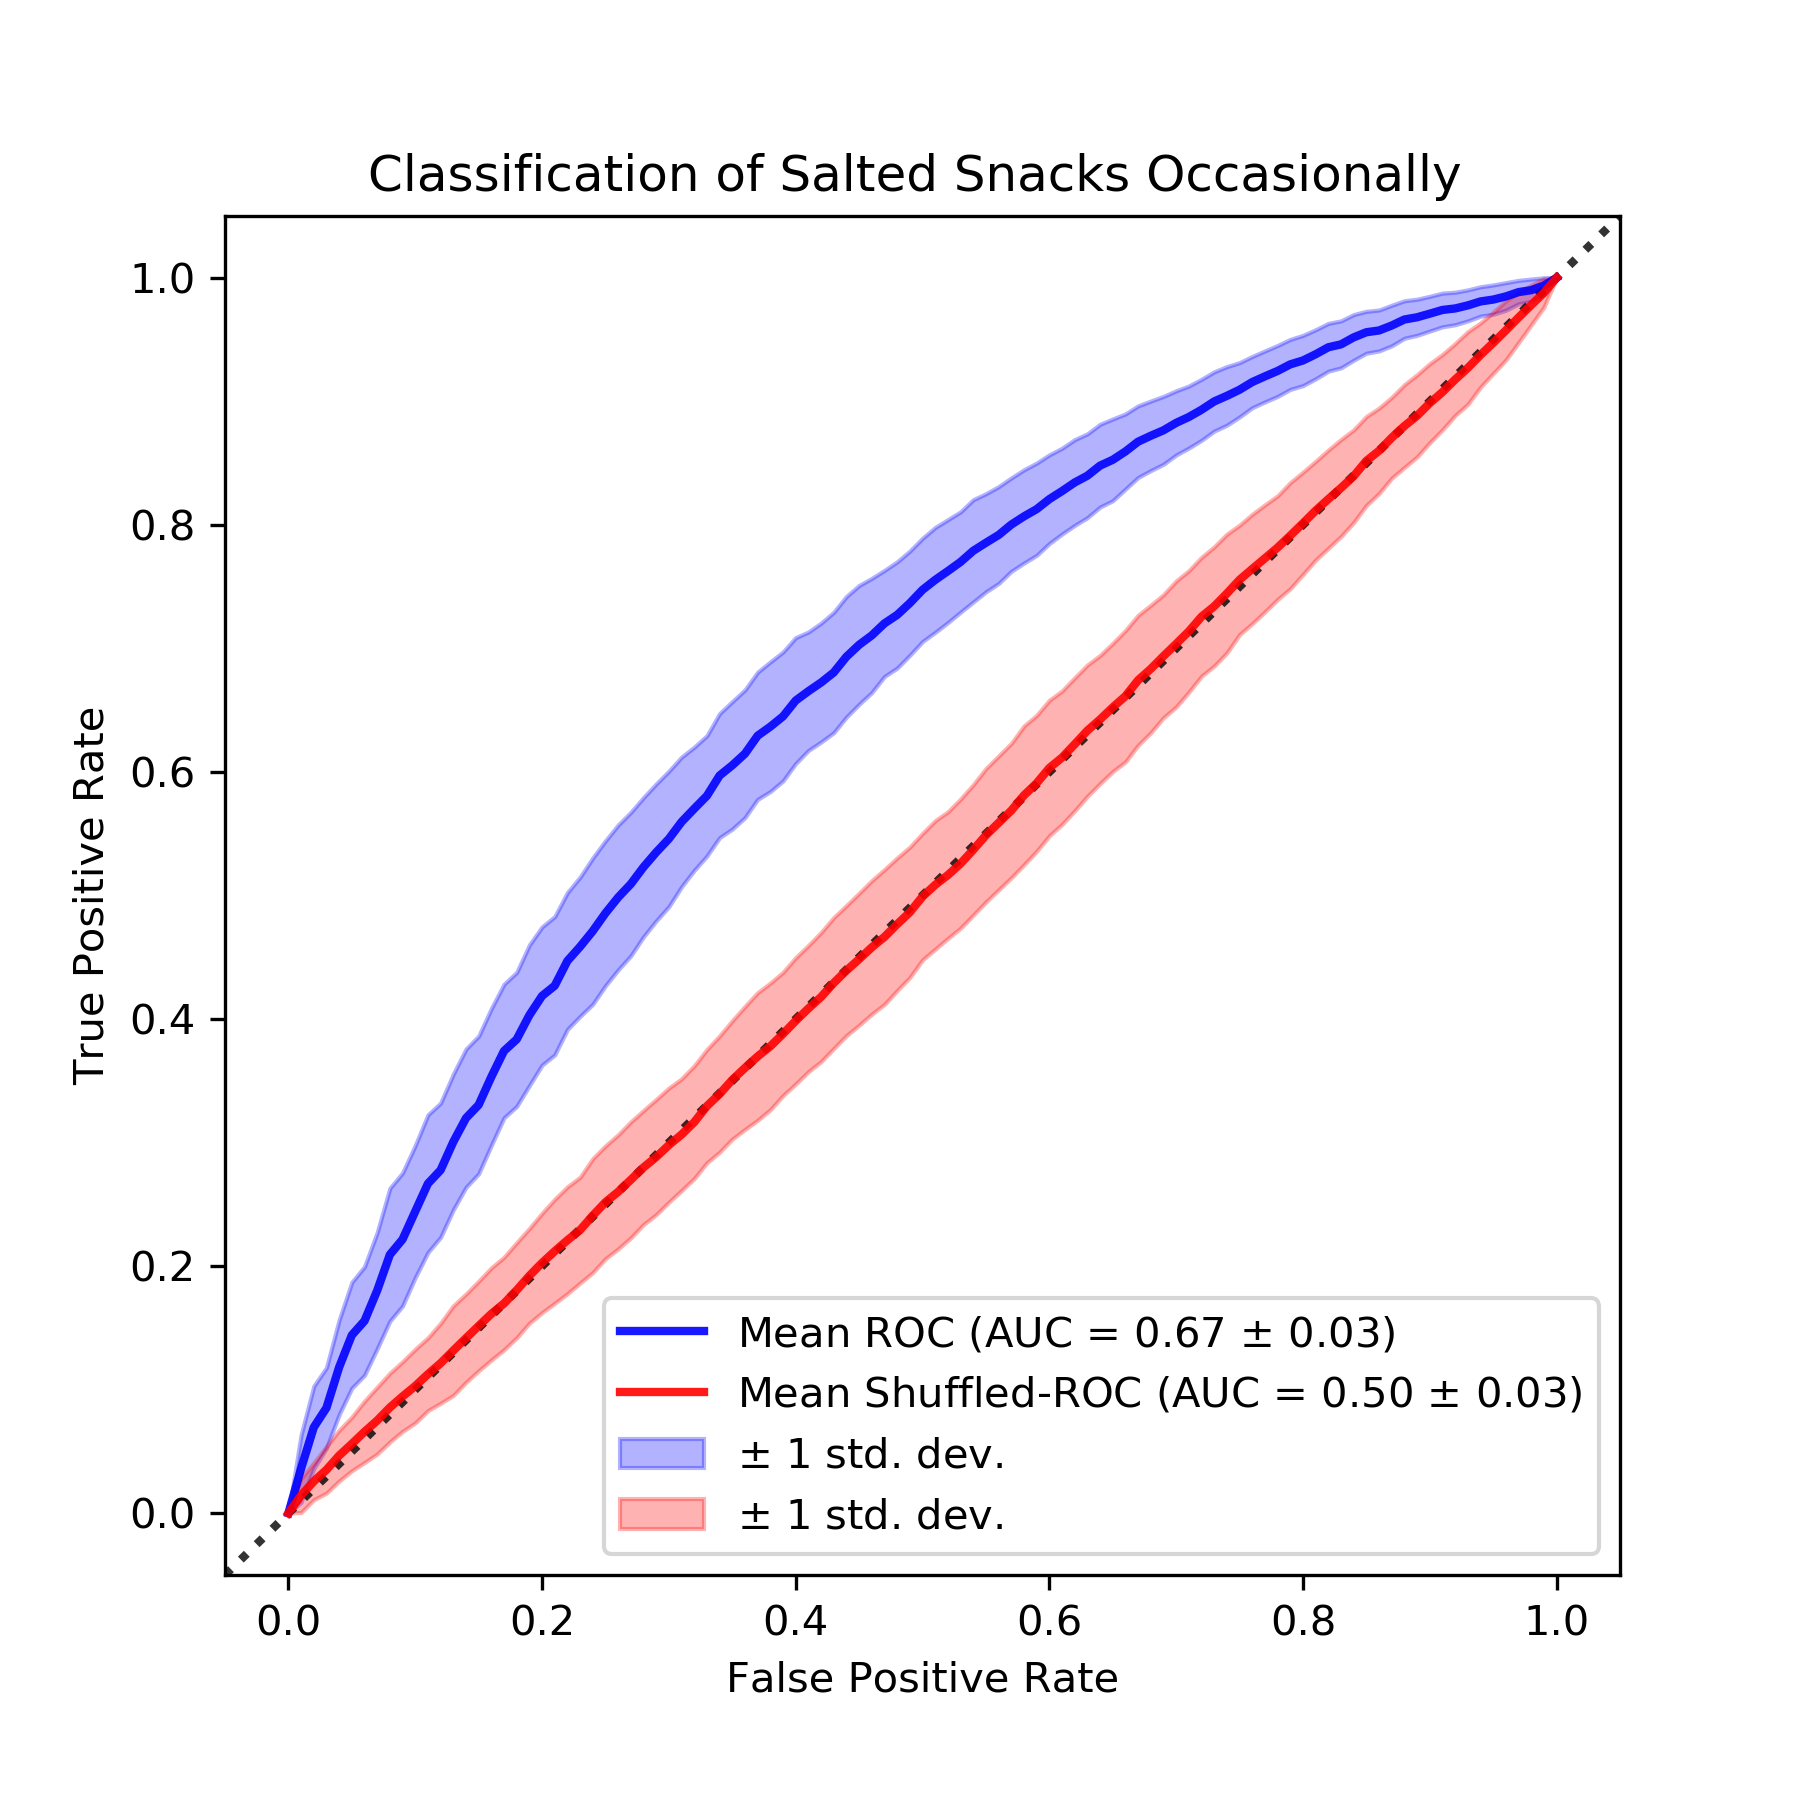 Classification of Salted Snacks Occasionally
1.0
0.8
0.6
0.4
0.2
0.0
True Positive Rate
Mean ROC (AUC = 0.67 ± 0.03)
Mean Shuffled-ROC (AUC = 0.50 ± 0.03)
± 1 std. dev.
± 1 std. dev.
0.0 0.2 0.4 0.6 0.8 1.0
False Positive Rate